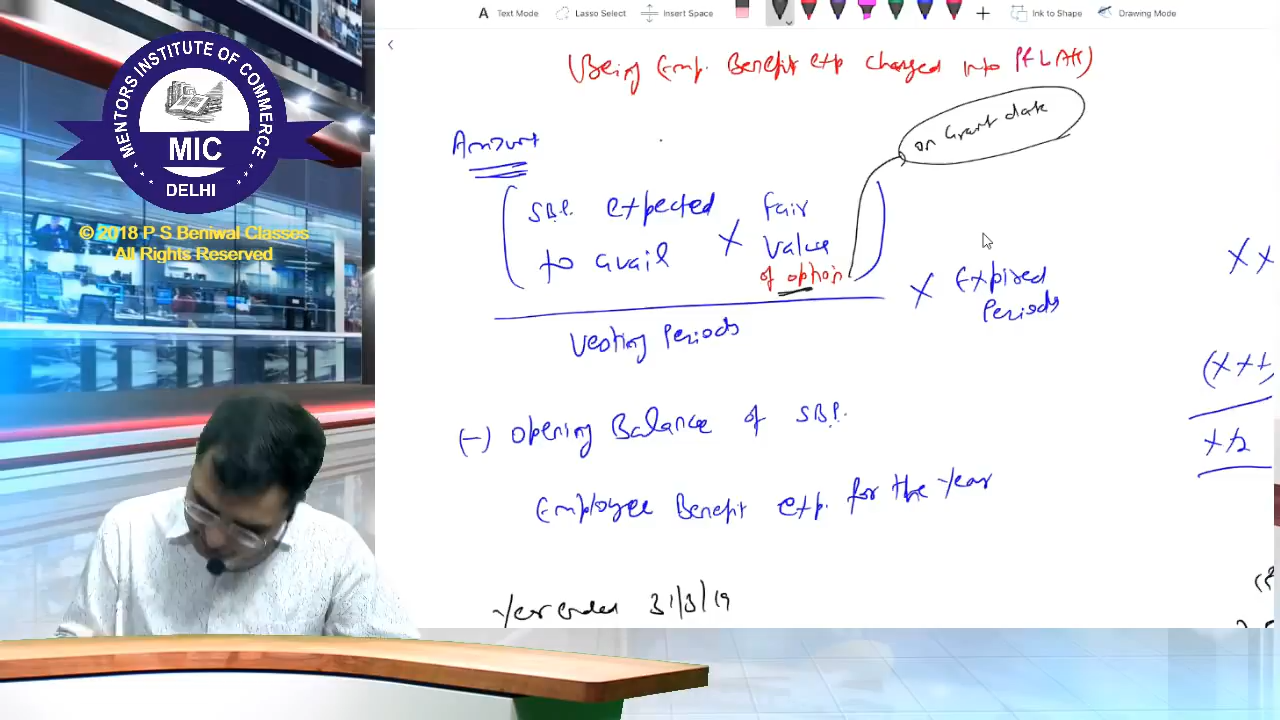 Text Mode Lasso Select Insert Space Ink to Shape Drawing Mode
(Being Emp. Benefit exp charged into P&L A/c)
MENTORS INSTITUTE OF COMMERCE
MIC
DELHI
© 2018 P S Beniwal Classes
All Rights Reserved
on Grant date
Amount
SBP. expected X Fair
to avail Value
of option
X Expired
Periods
XX
Vesting Periods
(XXX
(-) Opening Balance of SBP.
Employee Benefit exp. for the year
Year ended 31/3/19